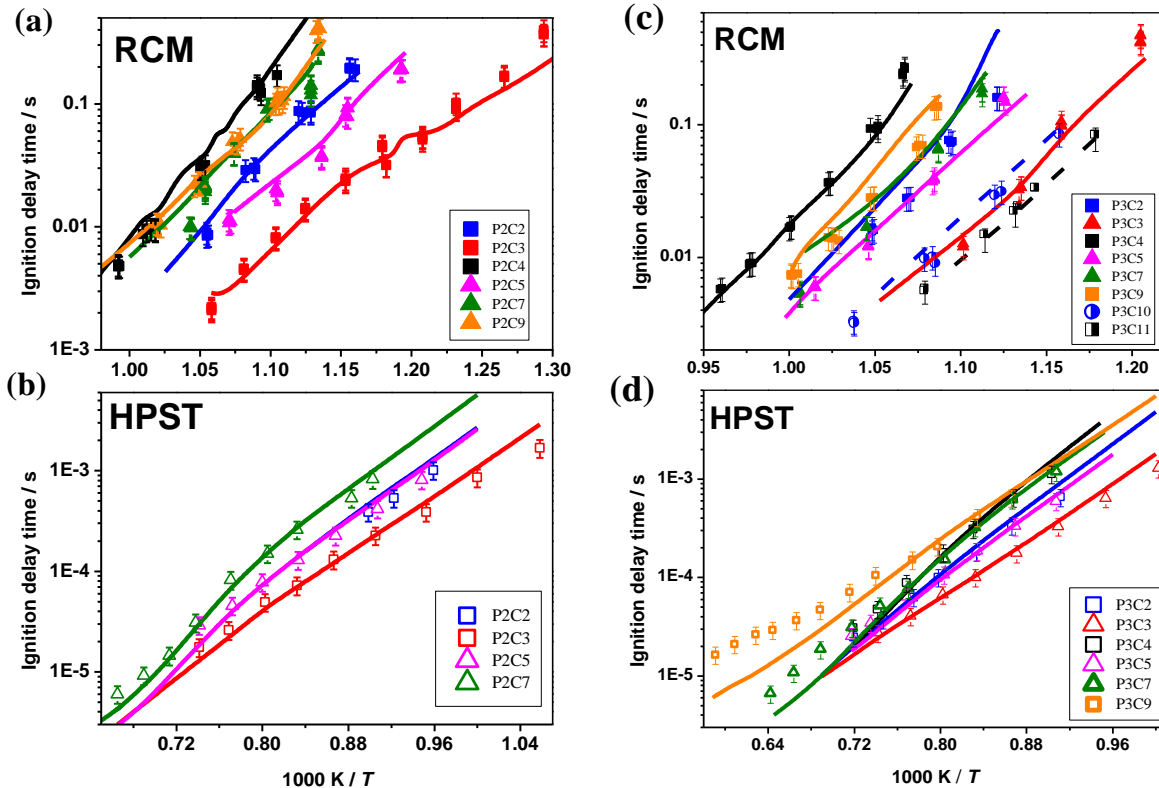 (a)
RCM
Ignition delay time / s
0.1
0.01
1E-3
1.00
1.05
1.10
1.15
1.20
1.25
1.30
P2C2
P2C3
P2C4
P2C5
P2C7
P2C9
(c)
RCM
Ignition delay time / s
0.1
0.01
0.95
1.00
1.05
1.10
1.15
1.20
P3C2
P3C3
P3C4
P3C5
P3C7
P3C9
P3C10
P3C11
(b)
HPST
Ignition delay time / s
1E-3
1E-4
1E-5
0.72
0.80
0.88
0.96
1.04
1000 K / T
P2C2
P2C3
P2C5
P2C7
(d)
HPST
Ignition delay time / s
1E-3
1E-4
1E-5
0.64
0.72
0.80
0.88
0.96
1000 K / T
P3C2
P3C3
P3C4
P3C5
P3C7
P3C9